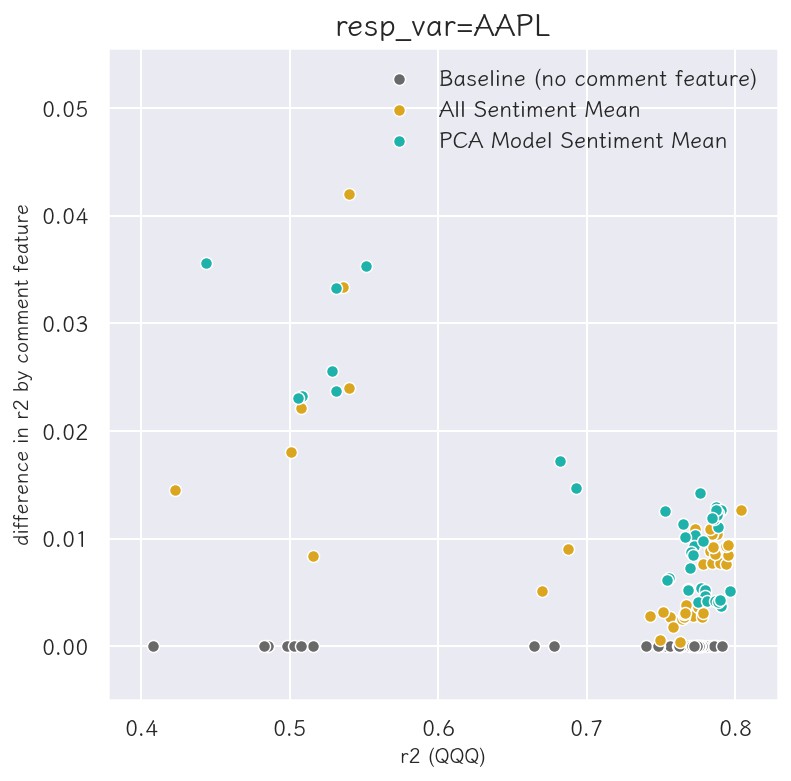 resp_var=AAPL
Baseline (no comment feature)
All Sentiment Mean
PCA Model Sentiment Mean
difference in r2 by comment feature
0.05
0.04
0.03
0.02
0.01
0.00
0.4 0.5 0.6 0.7 0.8
r2 (QQQ)